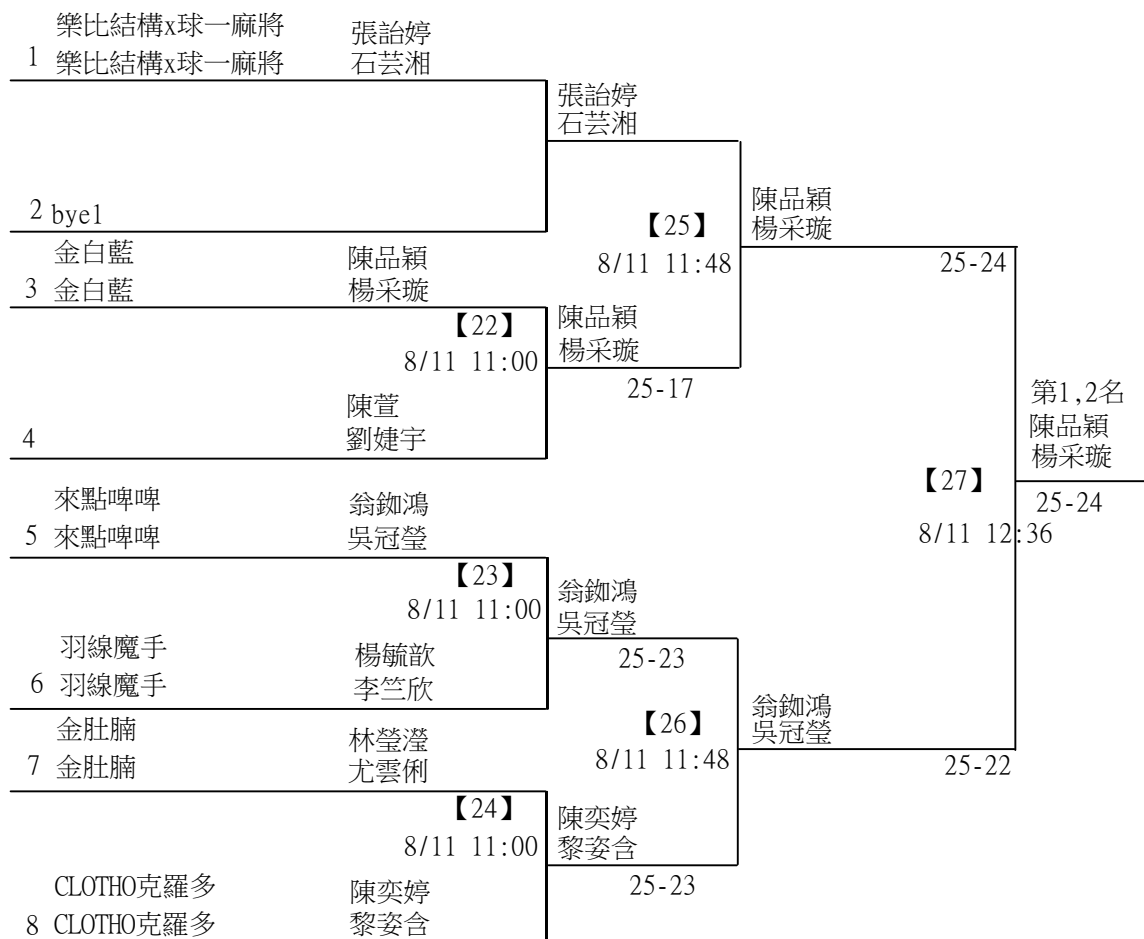 樂比結構x球一麻將 張詒婷
1 樂比結構x球一麻將 石芸湘
張詒婷
石芸湘
2 bye1
陳品穎
楊采璇
【25】
8/11 11:48
25-24
金白藍 陳品穎
3 金白藍 楊采璇
【22】
8/11 11:00
陳品穎
楊采璇
25-17
陳萱
4 劉婕宇
第1,2名
陳品穎
楊采璇
【27】
25-24
8/11 12:36
來點啤啤 翁鉫鴻
5 來點啤啤 吳冠瑩
【23】
8/11 11:00
翁鉫鴻
吳冠瑩
25-23
羽線魔手 楊毓歆
6 羽線魔手 李竺欣
翁鉫鴻
吳冠瑩
【26】
8/11 11:48
25-22
金肚腩 林瑩瀅
7 金肚腩 尤雲俐
【24】
8/11 11:00
陳奕婷
黎姿含
25-23
CLOTHO克羅多 陳奕婷
8 CLOTHO克羅多 黎姿含